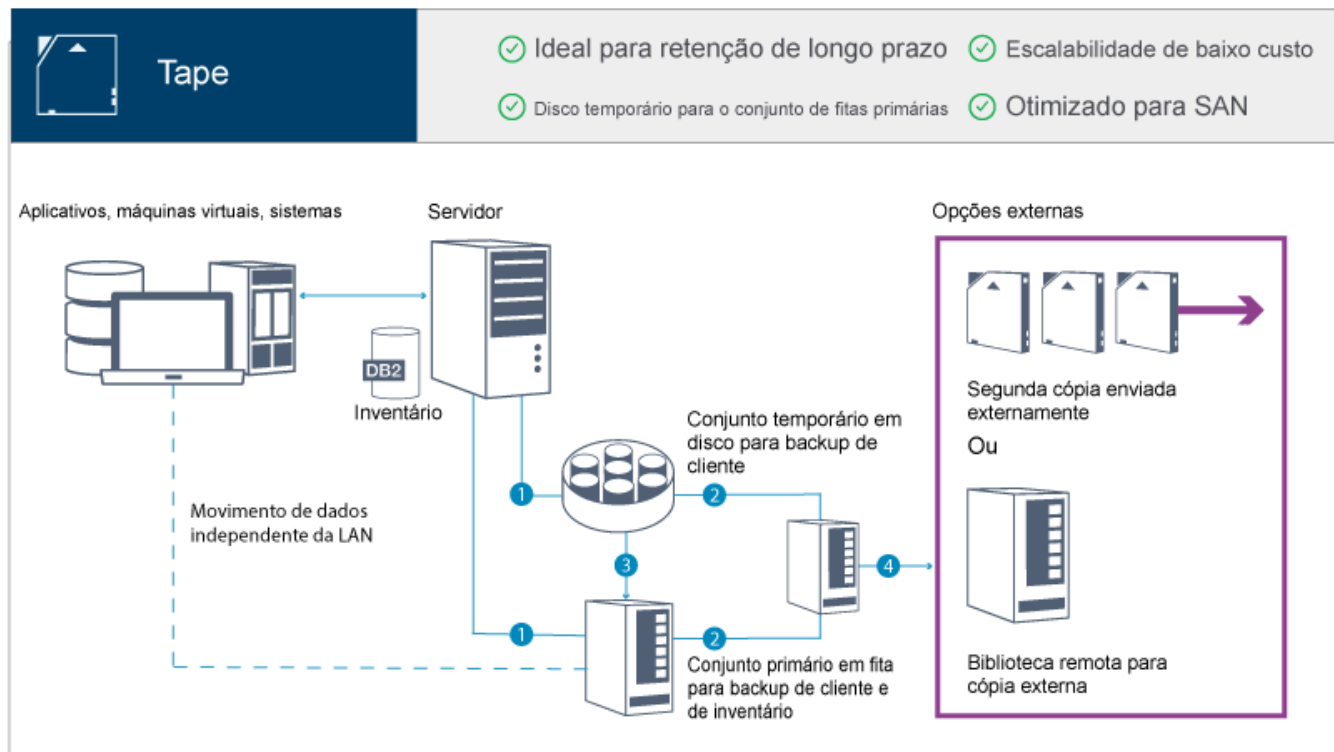 Tape
Ideal para retenção de longo prazo
Escalabilidade de baixo custo
Disco temporário para o conjunto de fitas primárias
Otimizado para SAN
Aplicativos, máquinas virtuais, sistemas
Servidor
Opções externas
DB2
Inventário
Segunda cópia enviada
externamente
Ou
Conjunto temporário em
disco para backup de
cliente
1
2
Movimento de dados
independente da LAN
3
4
1
2
Conjunto primário em fita
para backup de cliente e
de inventário
Biblioteca remota para
cópia externa